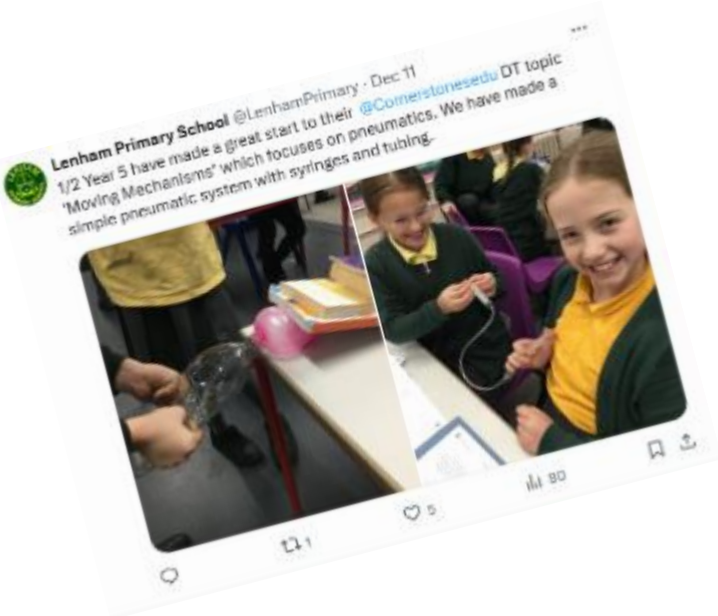 Lenham Primary School @LenhamPrimary · Dec 11
1/2 Year 5 have made a great start to their @Cornerstonesedu DT topic
'Moving Mechanisms' which focuses on pneumatics. We have made a
simple pneumatic system with syringes and tubing.
1
5
90